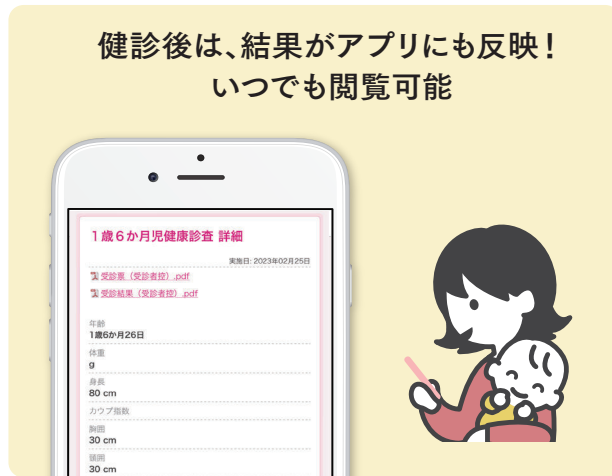 健診後は、結果がアプリにも反映！
いつでも閲覧可能
1歳6か月児健康診査 詳細
実施日: 2023年02月25日
受診票（受診者控）.pdf
受診結果（受診者控）.pdf
年齢
1歳6か月26日
体重
g
身長
80 cm
カウプ指数
胸囲
30 cm
頭囲
30 cm